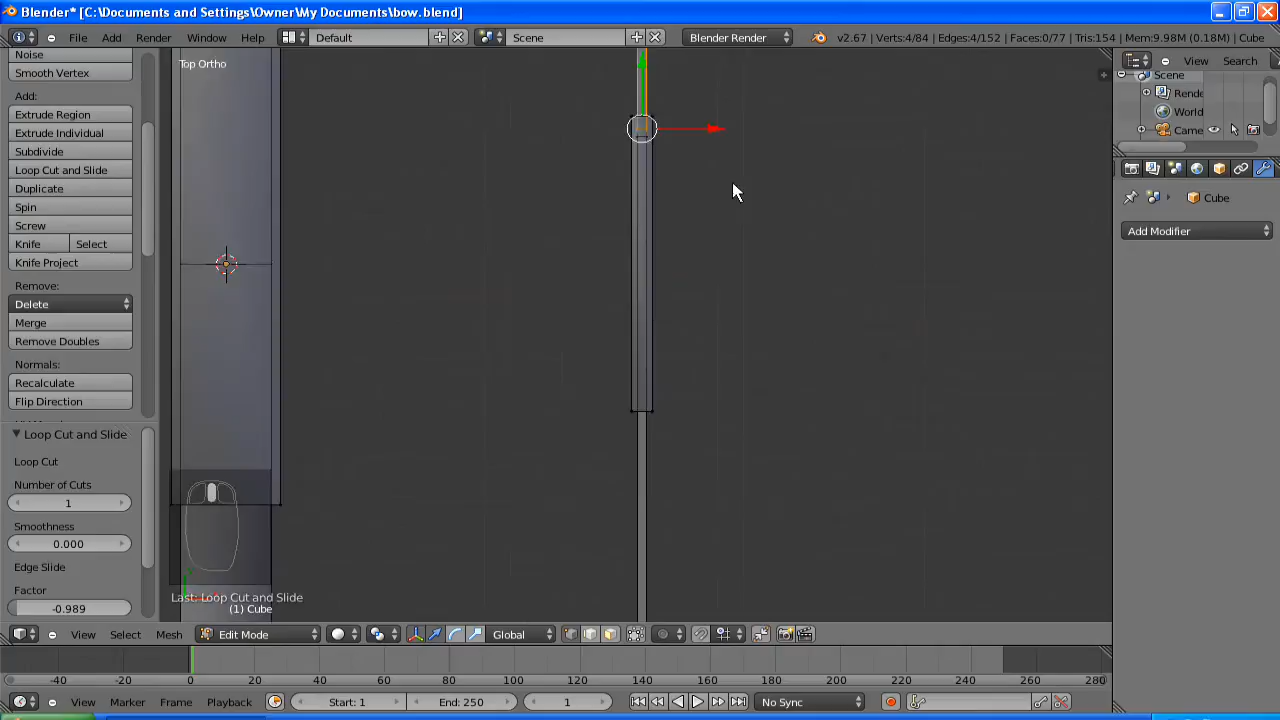 Blender* [C:\Documents and Settings\Owner\My Documents\bow.blend]
File Add Render Window Help Default Scene Blender Render v2.67 | Verts:4/84 | Edges:4/152 | Faces:0/77 | Tris:154 | Mem:9.98M (0.18M) | Cube
Noise
Smooth Vertex
Add:
Extrude Region
Extrude Individual
Subdivide
Loop Cut and Slide
Duplicate
Spin
Screw
Knife Select
Knife Project
Remove:
Delete
Merge
Remove Doubles
Normals:
Recalculate
Flip Direction
Loop Cut and Slide
Loop Cut
Number of Cuts
1
Smoothness
0.000
Edge Slide
Factor
-0.989
Top Ortho
Last: Loop Cut and Slide
(1) Cube
View Search
Scene
Rende
World
Came
Cube
Add Modifier
View Select Mesh Edit Mode Global
-40 -20 0 20 40 60 80 100 120 140 160 180 200 220 240 260 280
View Marker Frame Playback Start: 1 End: 250 1 No Sync